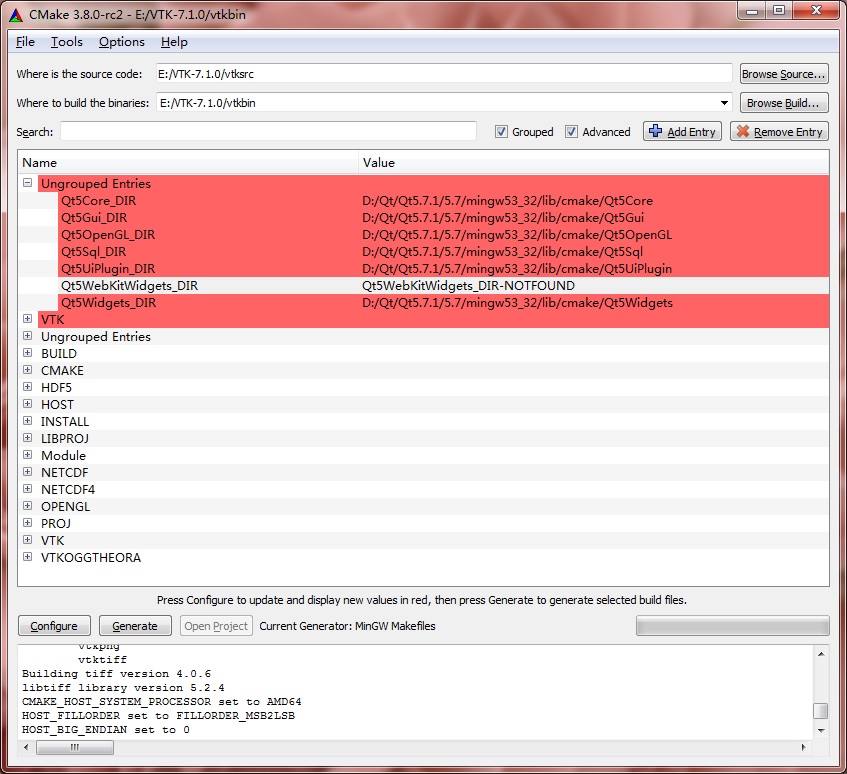 CMake 3.8.0-rc2 - E:/VTK-7.1.0/vtkbin
File Tools Options Help
Where is the source code: E:/VTK-7.1.0/vtksrc Browse Source...
Where to build the binaries: E:/VTK-7.1.0/vtkbin Browse Build...
Search: Grouped Advanced Add Entry Remove Entry
Name Value
Ungrouped Entries
Qt5Core_DIR D:/Qt/Qt5.7.1/5.7/mingw53_32/lib/cmake/Qt5Core
Qt5Gui_DIR D:/Qt/Qt5.7.1/5.7/mingw53_32/lib/cmake/Qt5Gui
Qt5OpenGL_DIR D:/Qt/Qt5.7.1/5.7/mingw53_32/lib/cmake/Qt5OpenGL
Qt5Sql_DIR D:/Qt/Qt5.7.1/5.7/mingw53_32/lib/cmake/Qt5Sql
Qt5UiPlugin_DIR D:/Qt/Qt5.7.1/5.7/mingw53_32/lib/cmake/Qt5UiPlugin
Qt5WebKitWidgets_DIR Qt5WebKitWidgets_DIR-NOTFOUND
Qt5Widgets_DIR D:/Qt/Qt5.7.1/5.7/mingw53_32/lib/cmake/Qt5Widgets
VTK
Ungrouped Entries
BUILD
CMAKE
HDF5
HOST
INSTALL
LIBPROJ
Module
NETCDF
NETCDF4
OPENGL
PROJ
VTK
VTKOGGTHEORA
Press Configure to update and display new values in red, then press Generate to generate selected build files.
Configure Generate Open Project Current Generator: MinGW Makefiles
vtkpng
vtktiff
Building tiff version 4.0.6
libtiff library version 5.2.4
CMAKE_HOST_SYSTEM_PROCESSOR set to AMD64
HOST_FILLORDER set to FILLORDER_MSB2LSB
HOST_BIG_ENDIAN set to 0